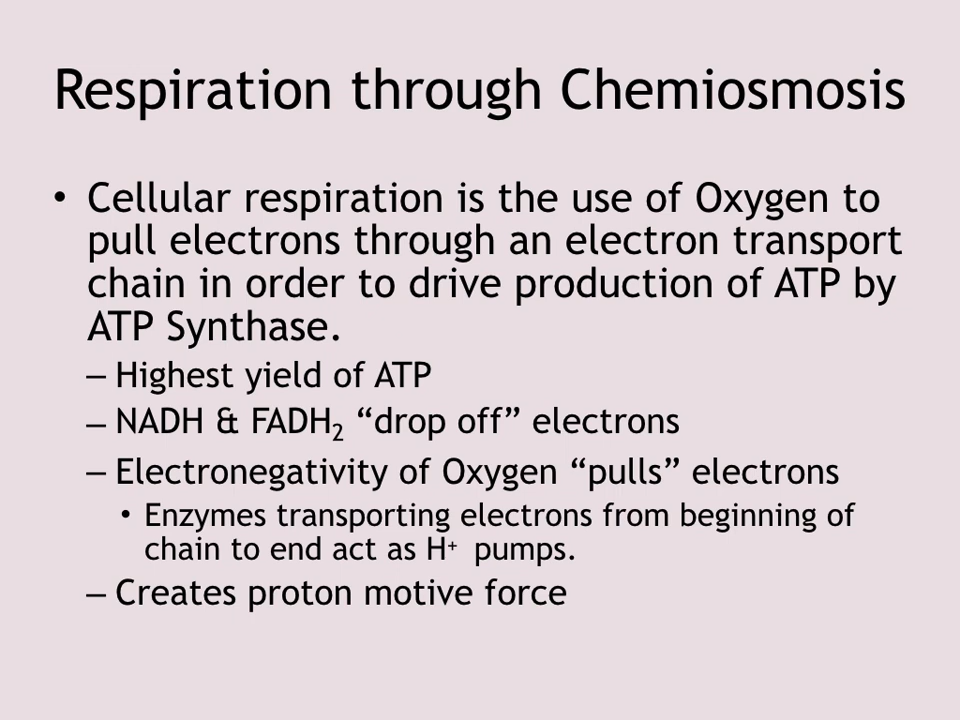 Respiration through Chemiosmosis
• Cellular respiration is the use of Oxygen to
pull electrons through an electron transport
chain in order to drive production of ATP by
ATP Synthase.
– Highest yield of ATP
– NADH & FADH₂ “drop off” electrons
– Electronegativity of Oxygen “pulls” electrons
• Enzymes transporting electrons from beginning of
chain to end act as H⁺ pumps.
– Creates proton motive force